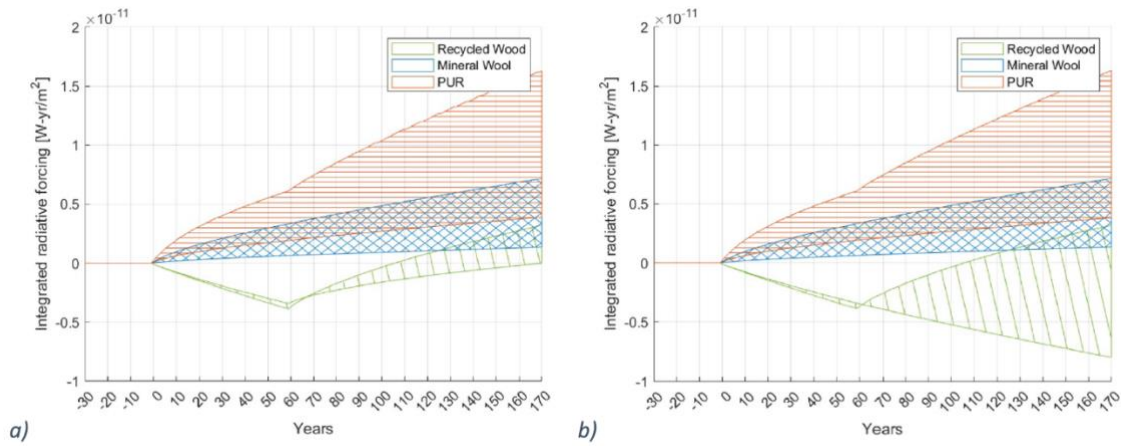 ×10⁻¹¹
2
1.5
1
0.5
0
-0.5
-1
Integrated radiative forcing [W-yr/m²]
Recycled Wood
Mineral Wool
PUR
-30 -20 -10 0 10 20 30 40 50 60 70 80 90 100 110 120 130 140 150 160 170
Years
a)
×10⁻¹¹
2
1.5
1
0.5
0
-0.5
-1
Integrated radiative forcing [W-yr/m²]
Recycled Wood
Mineral Wool
PUR
-30 -20 -10 0 10 20 30 40 50 60 70 80 90 100 110 120 130 140 150 160 170
Years
b)